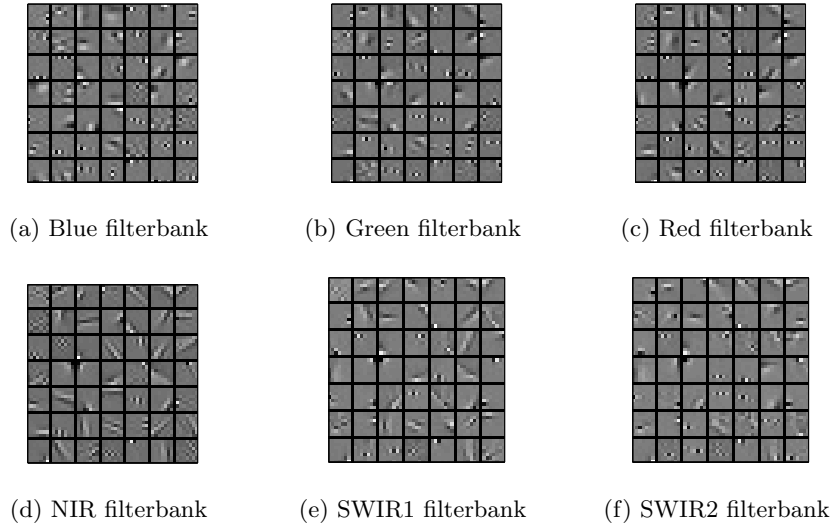 (a) Blue filterbank
(b) Green filterbank
(c) Red filterbank
(d) NIR filterbank
(e) SWIR1 filterbank
(f) SWIR2 filterbank